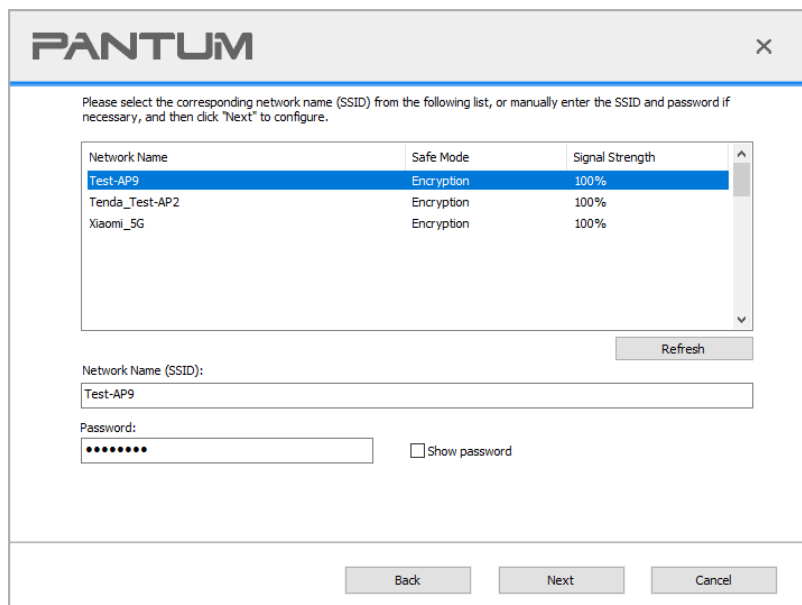 PANTUM
Please select the corresponding network name (SSID) from the following list, or manually enter the SSID and password if
necessary, and then click "Next" to configure.
Network Name Safe Mode Signal Strength
Test-AP9 Encryption 100%
Tenda_Test-AP2 Encryption 100%
Xiaomi_5G Encryption 100%
Refresh
Network Name (SSID):
Test-AP9
Password:
••••••••
Show password
Back Next Cancel